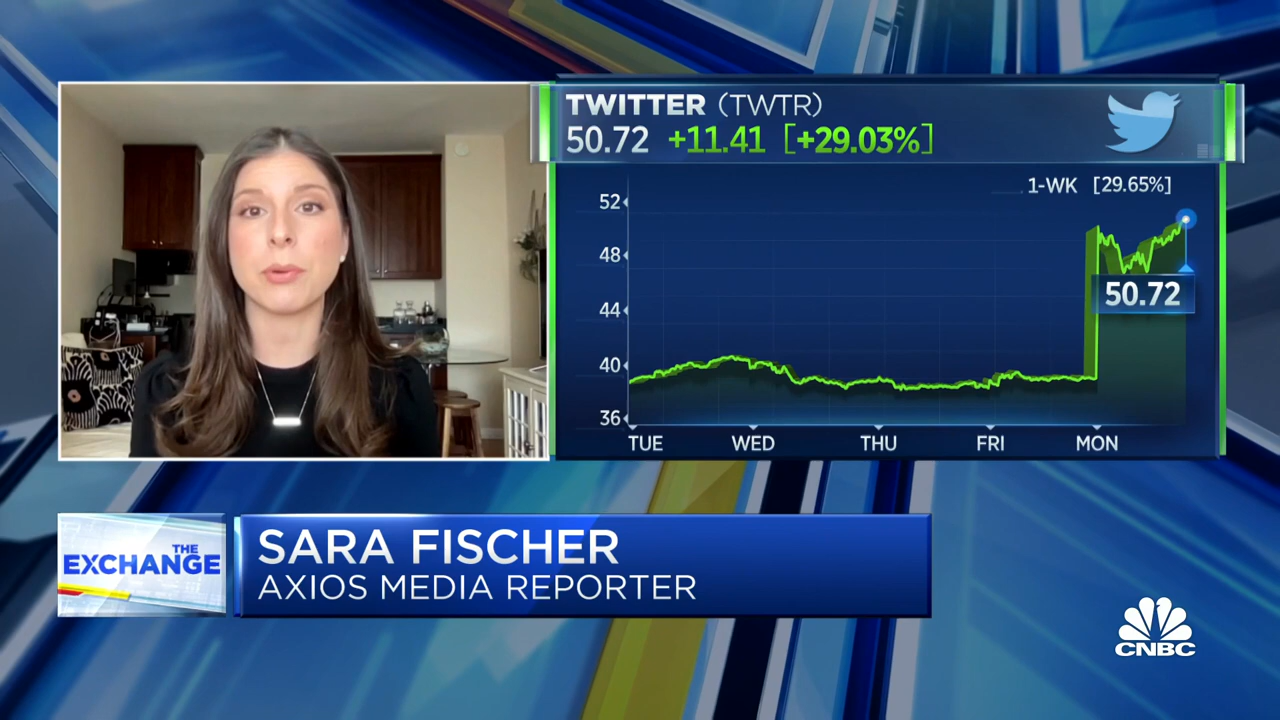 TWITTER (TWTR)
50.72 +11.41 [+29.03%]
1-WK [29.65%]
52
48
44
40
36
50.72
TUE WED THU FRI MON
THE
EXCHANGE
SARA FISCHER
AXIOS MEDIA REPORTER
CNBC